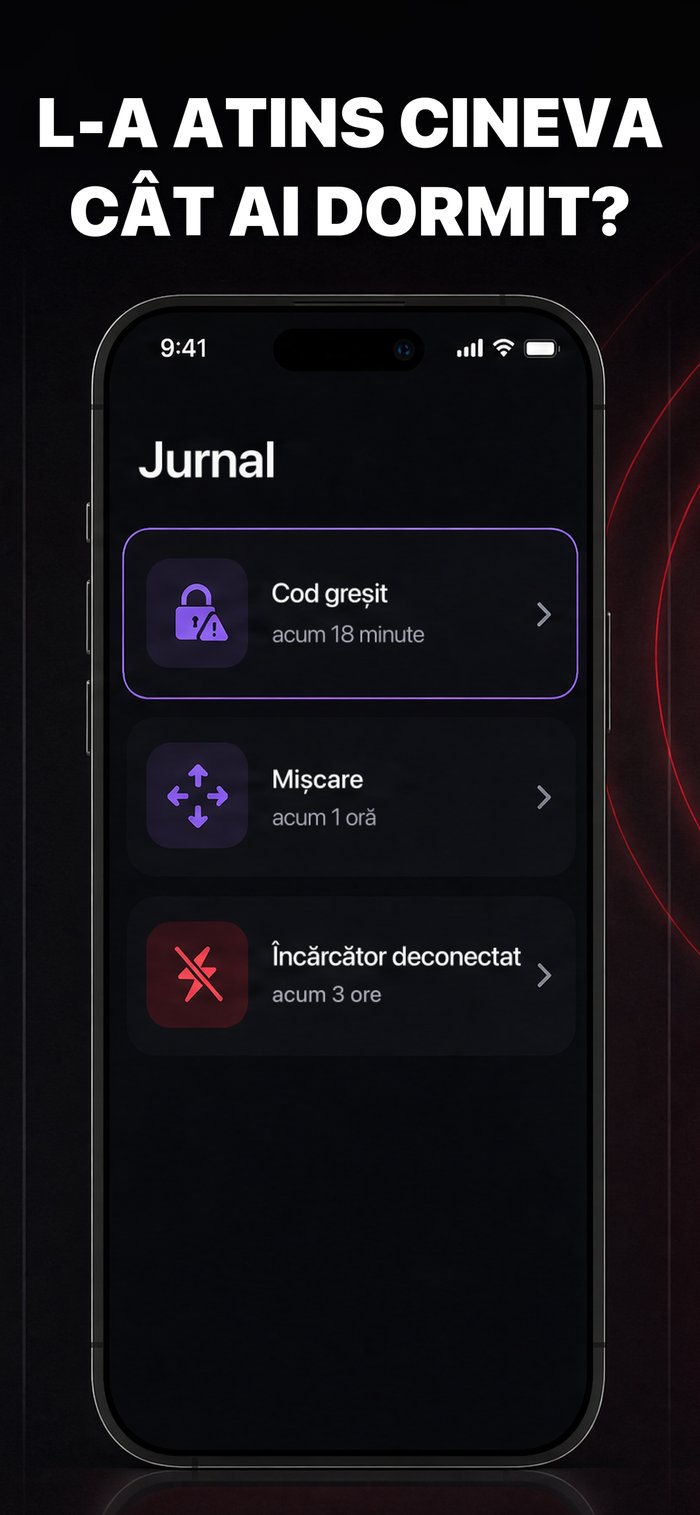 L-A ATINS CINEVA
CÂT AI DORMIT?
9:41
Jurnal
Cod greșit
acum 18 minute
Mișcare
acum 1 oră
Încărcător deconectat
acum 3 ore